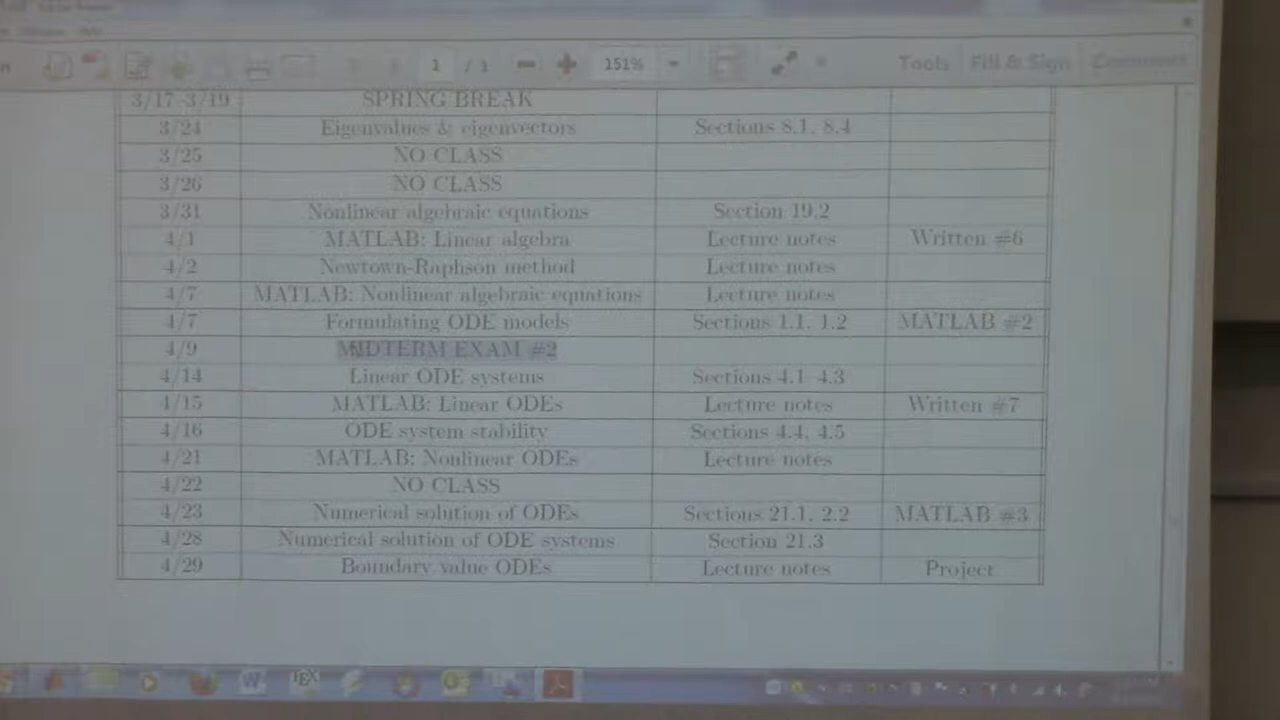 1 / 1 151% Tools Fill & Sign Comments
3/17-3/19 SPRING BREAK
3/24 Eigenvalues & eigenvectors Sections 8.1, 8.4
3/25 NO CLASS
3/26 NO CLASS
3/31 Nonlinear algebraic equations Section 19.2
4/1 MATLAB: Linear algebra Lecture notes Written #6
4/2 Newtown-Raphson method Lecture notes
4/7 MATLAB: Nonlinear algebraic equations Lecture notes
4/7 Formulating ODE models Sections 1.1, 1.2 MATLAB #2
4/9 MIDTERM EXAM #2
4/14 Linear ODE systems Sections 4.1-4.3
4/15 MATLAB: Linear ODEs Lecture notes Written #7
4/16 ODE system stability Sections 4.4, 4.5
4/21 MATLAB: Nonlinear ODEs Lecture notes
4/22 NO CLASS
4/23 Numerical solution of ODEs Sections 21.1, 2.2 MATLAB #3
4/28 Numerical solution of ODE systems Section 21.3
4/29 Boundary value ODEs Lecture notes Project
W TEX